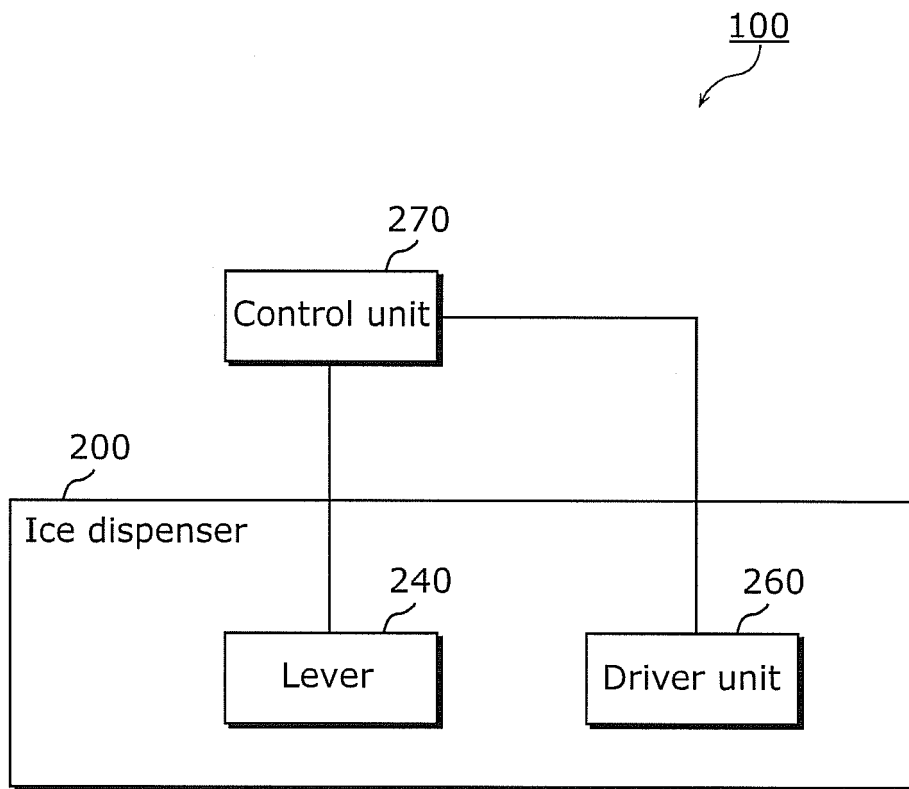 100
270
Control unit
200
Ice dispenser
240
260
Lever
Driver unit